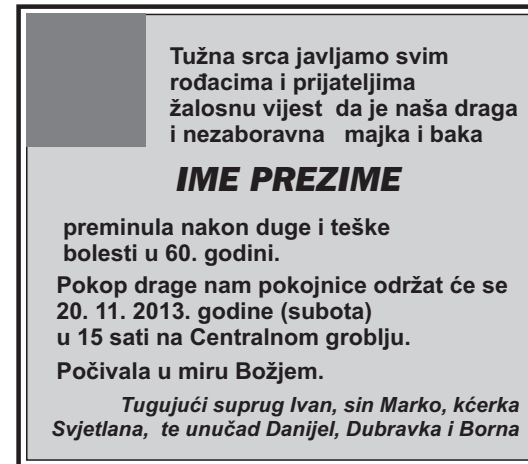 Tužna srca javljamo svim
rođacima i prijateljima
žalosnu vijest da je naša draga
i nezaboravna majka i baka
IME PREZIME
preminula nakon duge i teške
bolesti u 60. godini.
Pokop drage nam pokojnice održat će se
20. 11. 2013. godine (subota)
u 15 sati na Centralnom groblju.
Počivala u miru Božjem.
Tugujući suprug Ivan, sin Marko, kćerka
Svjetlana, te unučad Danijel, Dubravka i Borna